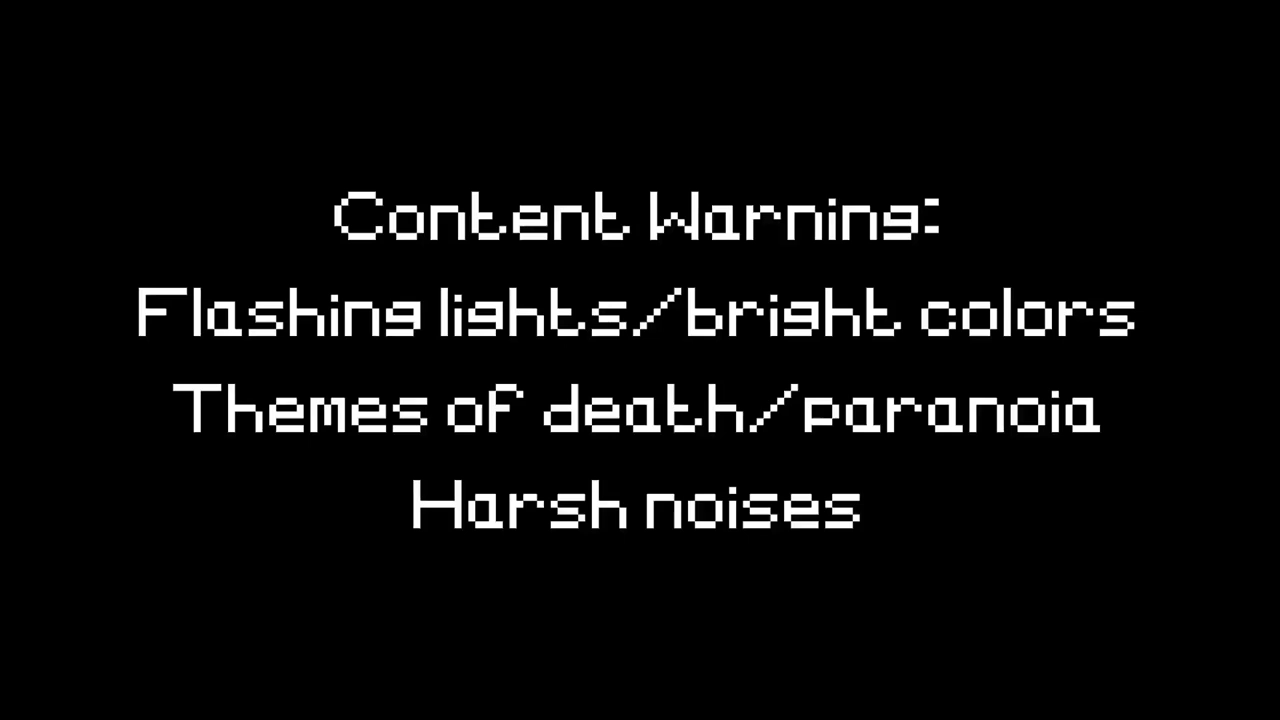 Content Warning:
Flashing lights/bright colors
Themes of death/paranoia
Harsh noises